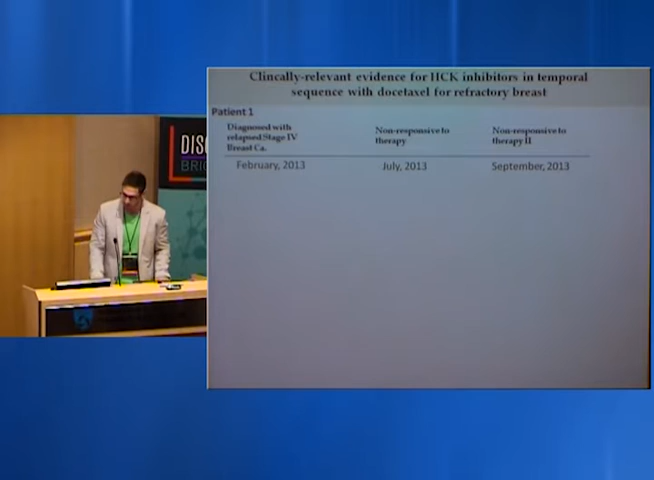 Clincally-relevant evidence for HCK inhibitors in temporal
sequence with docetaxel for refractory breast
Patient 1
Diagnosed with
relapsed Stage IV
Breast Ca.
Non-responsive to
therapy
Non-responsive to
therapy II
February, 2013
July, 2013
September, 2013
DISC
BRIG